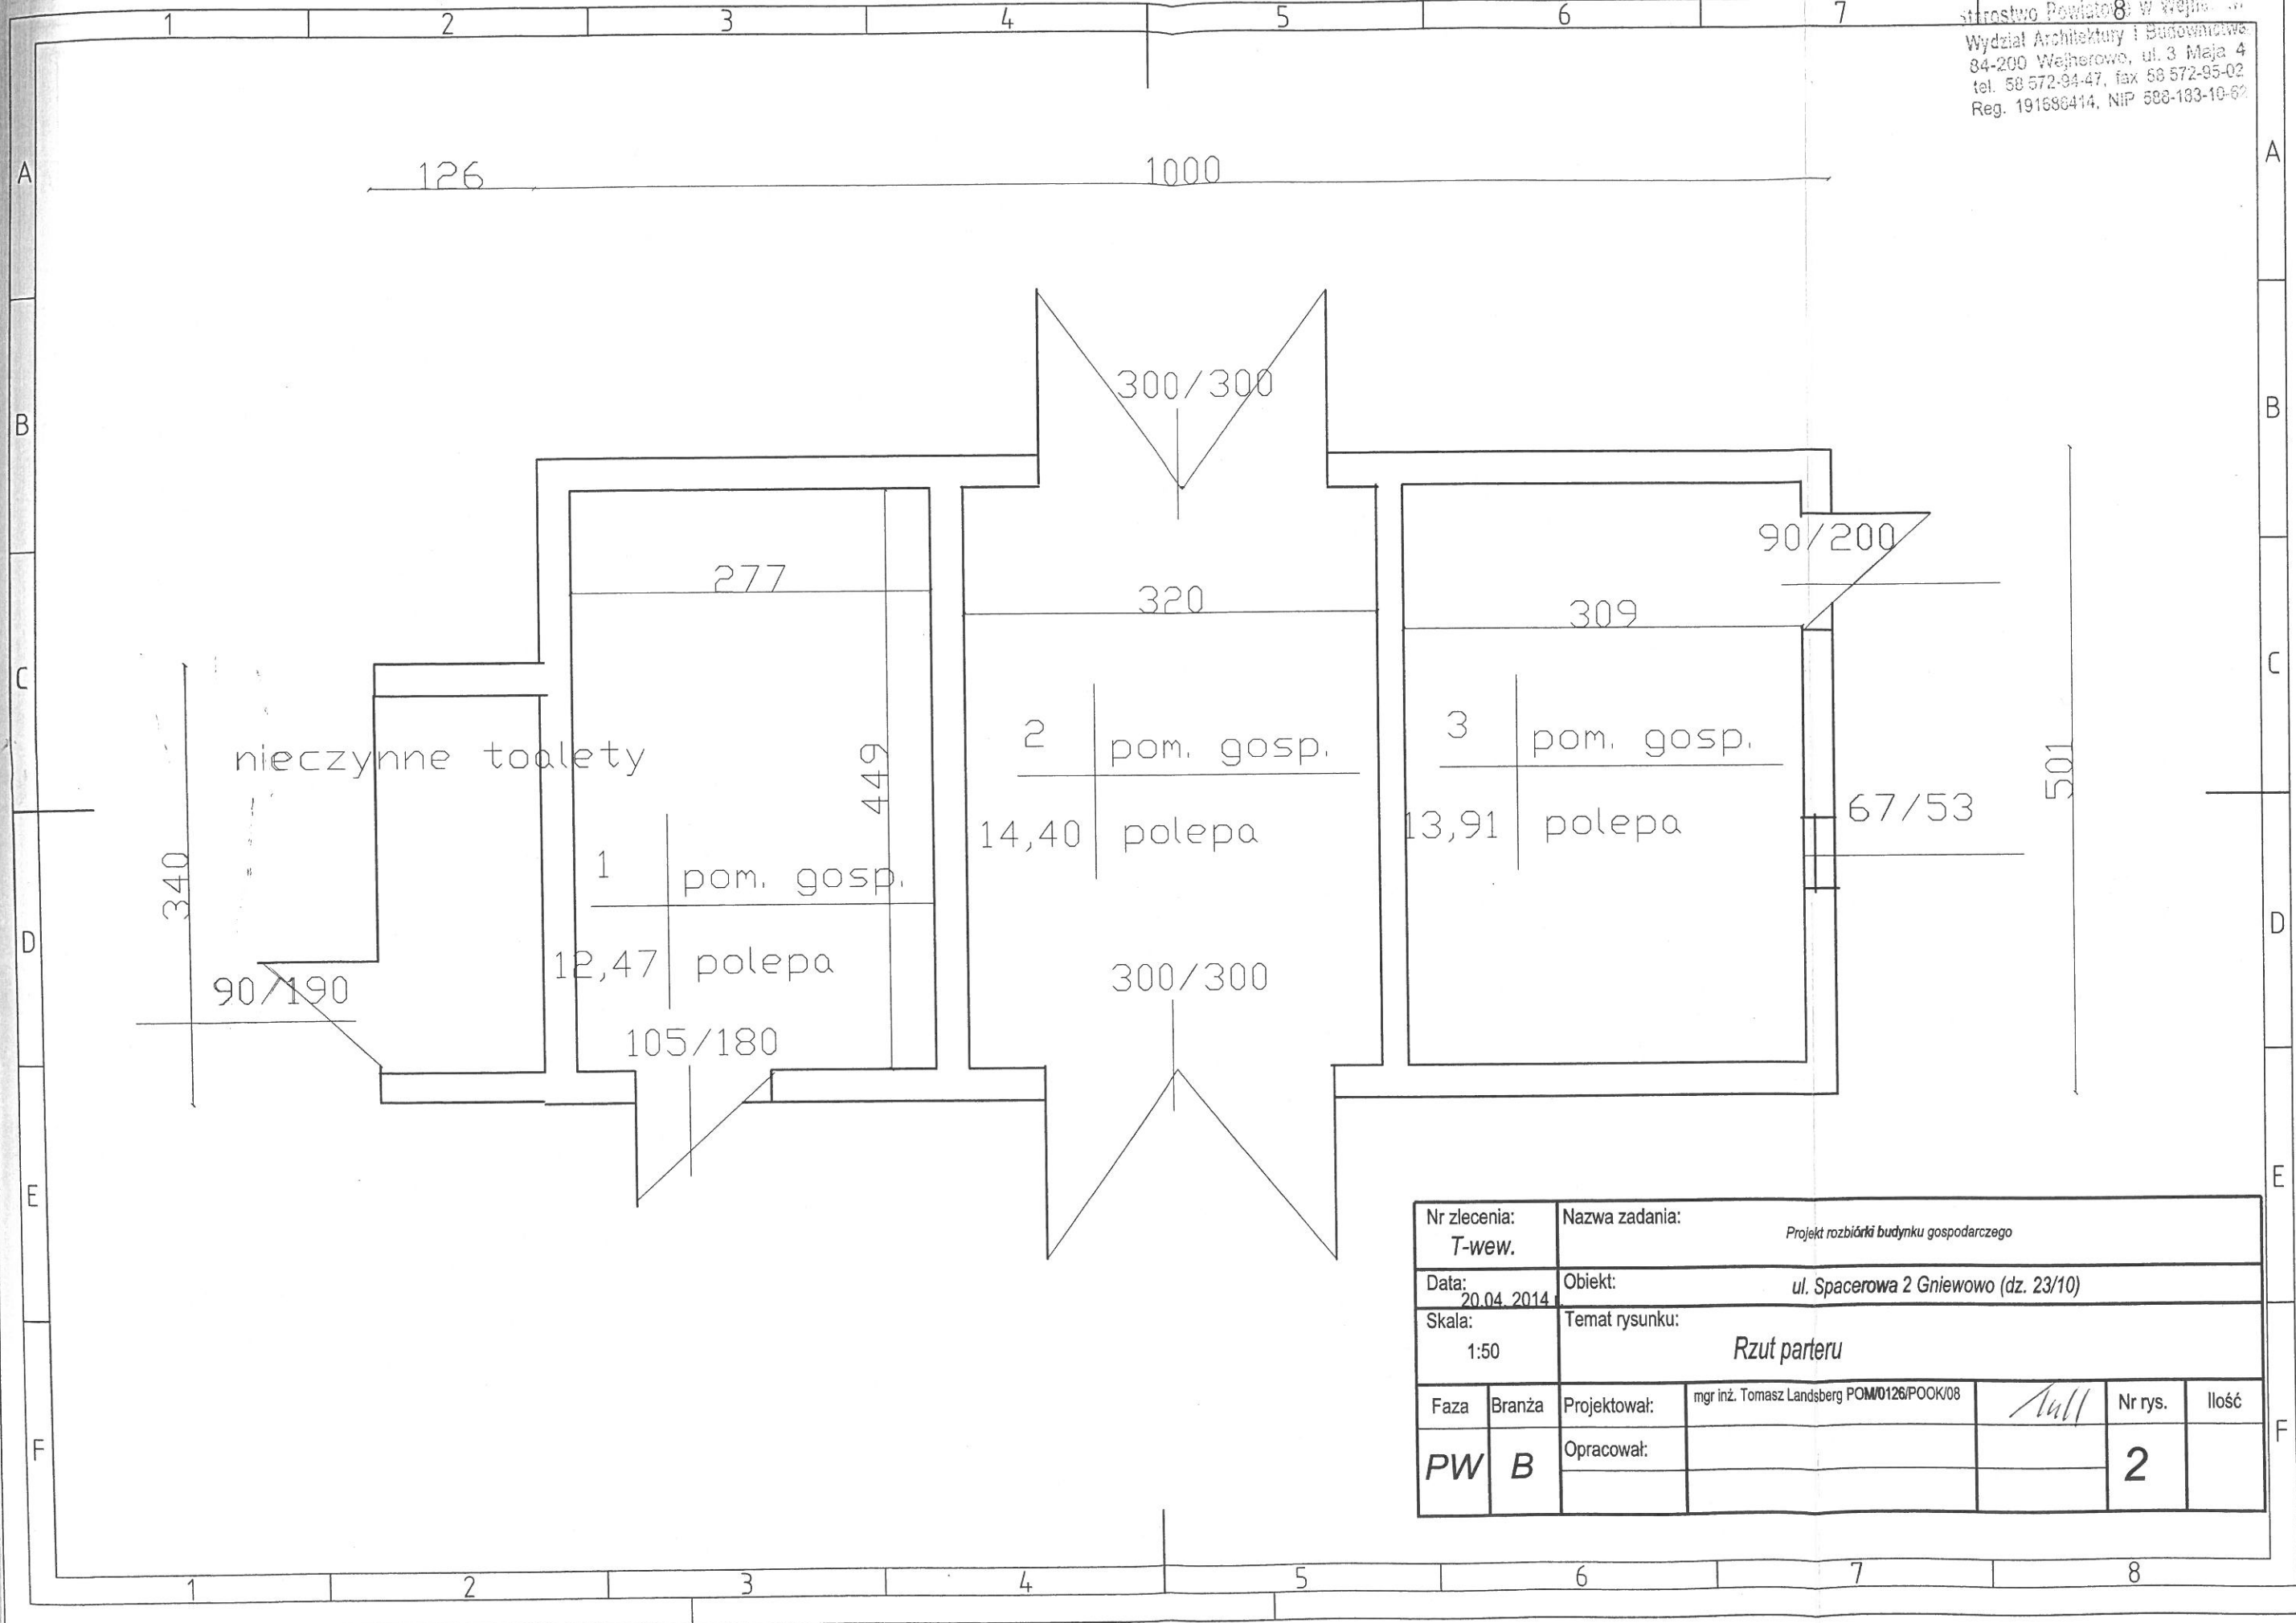 1 2 3 4 5 6 7 8
Wydział Architektury i Budownictwa
84-200 Wejherowo, ul. 3 Maja 4
tel. 58 572-94-47, fax 58 572-95-02
Reg. 191686414, NIP 588-183-10-62
A A
126 1000
B B
300/300
90/200
277 320 309
C C
nieczynne toalety
449
2 pom. gosp.
14,40 polepa
3 pom. gosp.
13,91 polepa
501
67/53
340
1 pom. gosp.
12,47 polepa
D D
90/190
300/300
105/180
E E
Nr zlecenia: Nazwa zadania:
T-wew. Projekt rozbiórki budynku gospodarczego
Data: Obiekt:
20.04. 2014 ul. Spacerowa 2 Gniewowo (dz. 23/10)
Skala: Temat rysunku:
1:50 Rzut parteru
Faza Branża Projektował: mgr inż. Tomasz Landsberg POM/0126/POOK/08 Nr rys. Ilość
PW B Opracował: 2
F F
1 2 3 4 5 6 7 8